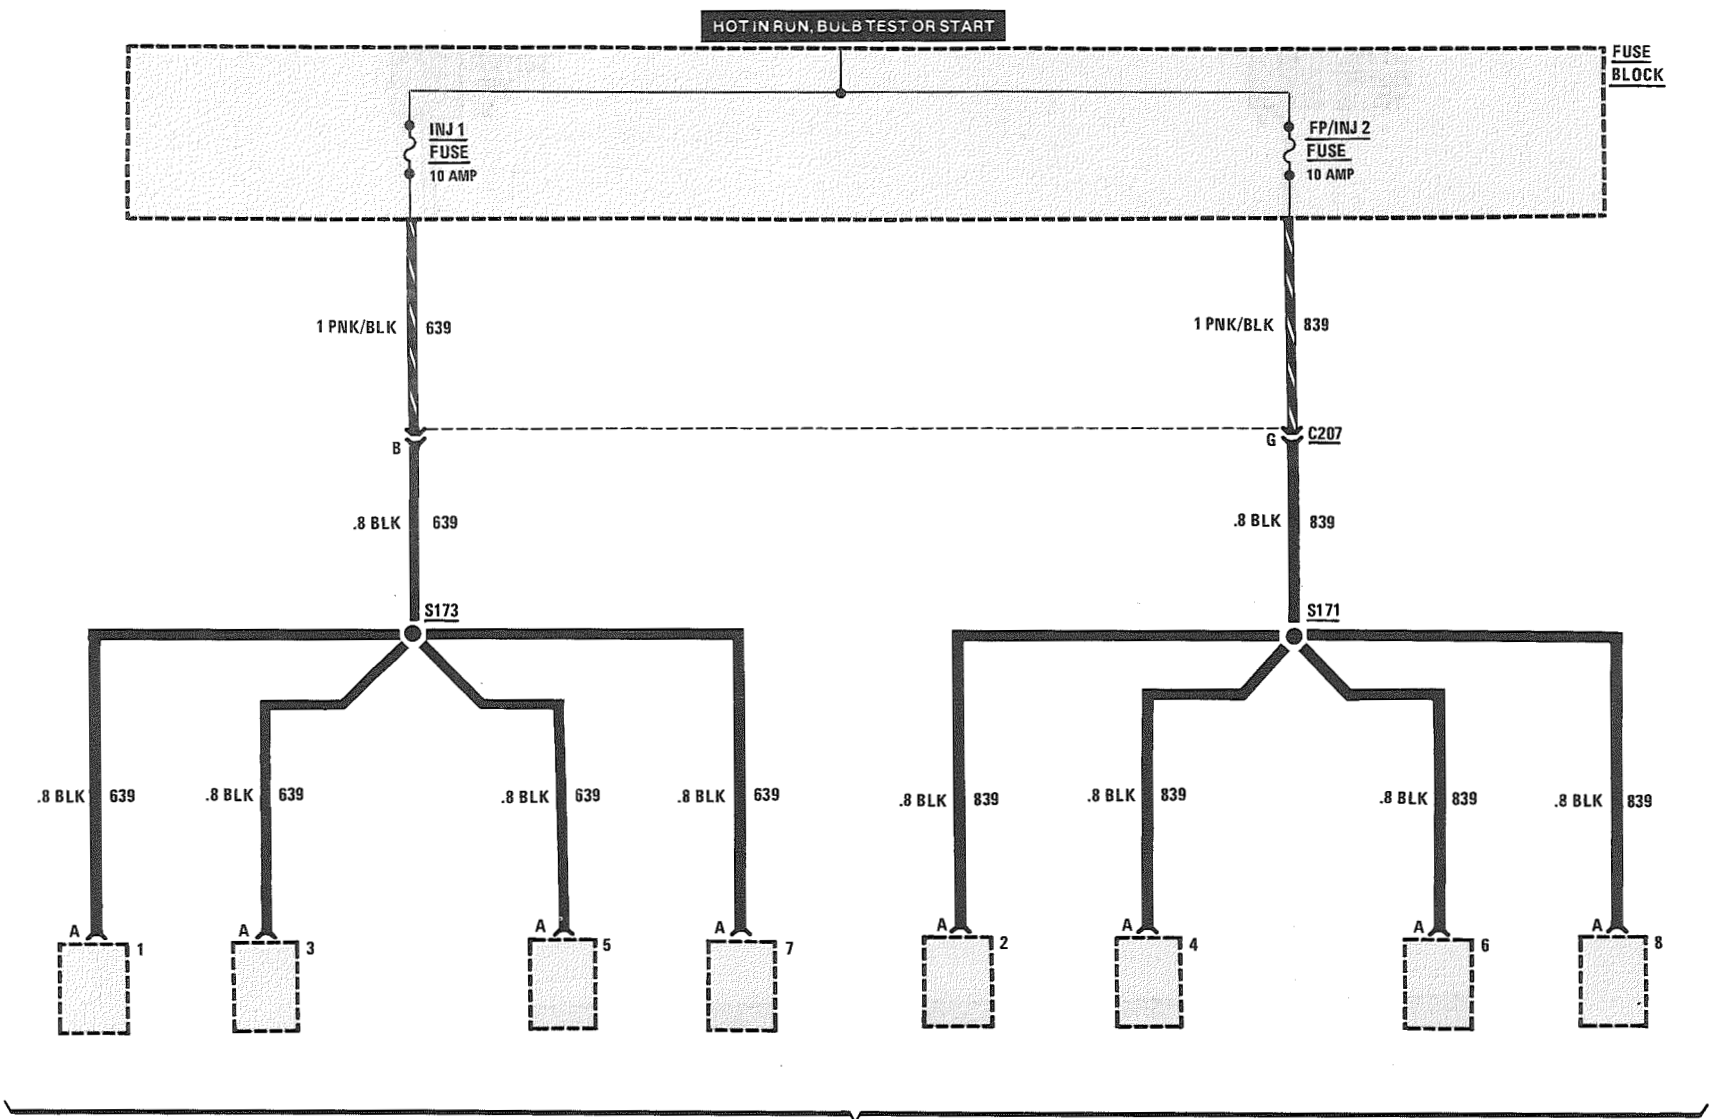 HOT IN RUN, BULB TEST OR START
FUSE
BLOCK
INJ 1
FUSE
10 AMP
FP/INJ 2
FUSE
10 AMP
1 PNK/BLK 639
1 PNK/BLK 839
B
G C207
.8 BLK 639
.8 BLK 839
S173
S171
.8 BLK 639
.8 BLK 639
.8 BLK 639
.8 BLK 639
.8 BLK 839
.8 BLK 839
.8 BLK 839
.8 BLK 839
A 1
A 3
A 5
A 7
A 2
A 4
A 6
A 8